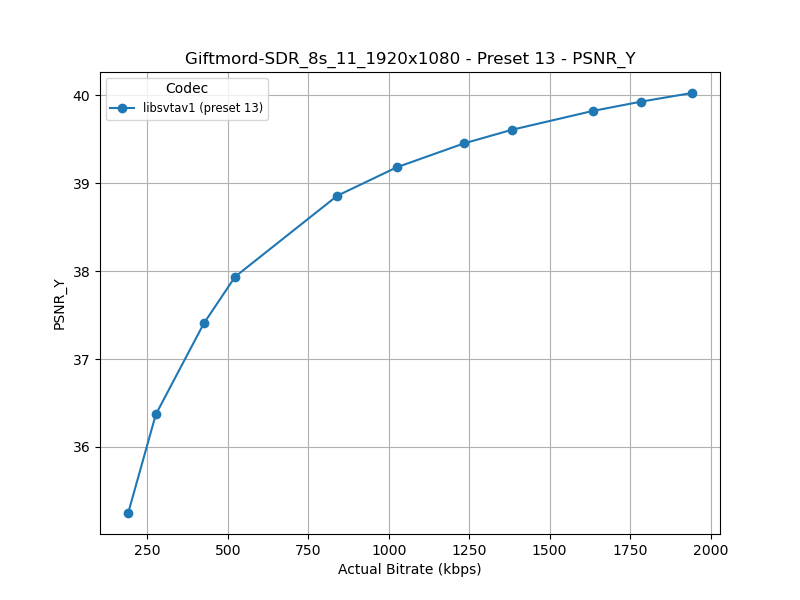 Giftmord-SDR_8s_11_1920x1080 - Preset 13 - PSNR_Y
Codec
libsvtav1 (preset 13)
40
39
38
37
36
PSNR_Y
250 500 750 1000 1250 1500 1750 2000
Actual Bitrate (kbps)